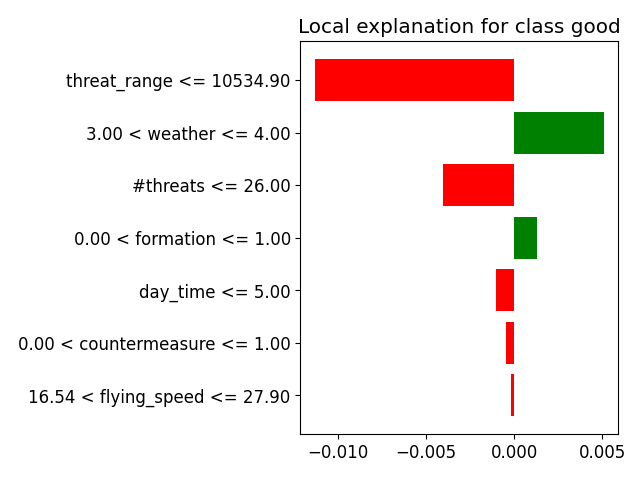 Local explanation for class good
threat_range <= 10534.90
3.00 < weather <= 4.00
#threats <= 26.00
0.00 < formation <= 1.00
day_time <= 5.00
0.00 < countermeasure <= 1.00
16.54 < flying_speed <= 27.90
−0.010 −0.005 0.000 0.005